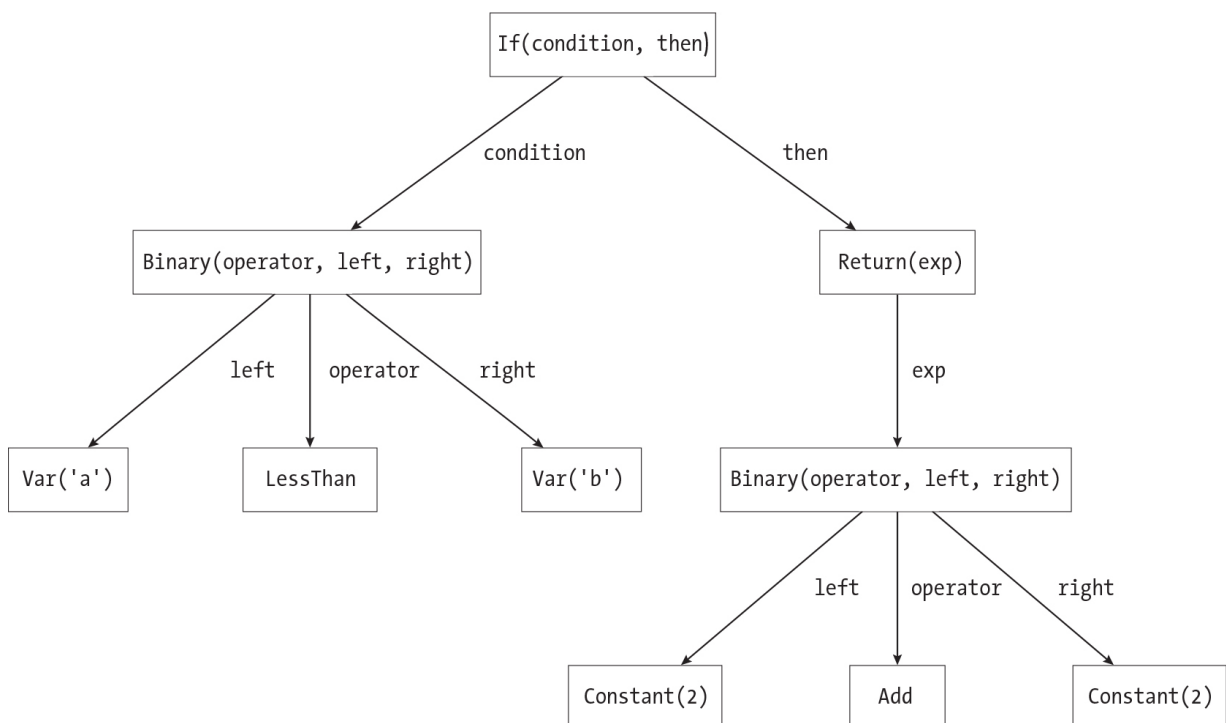 If(condition, then)
condition
then
Binary(operator, left, right)
Return(exp)
left
operator
right
exp
Var('a')
LessThan
Var('b')
Binary(operator, left, right)
left
operator
right
Constant(2)
Add
Constant(2)